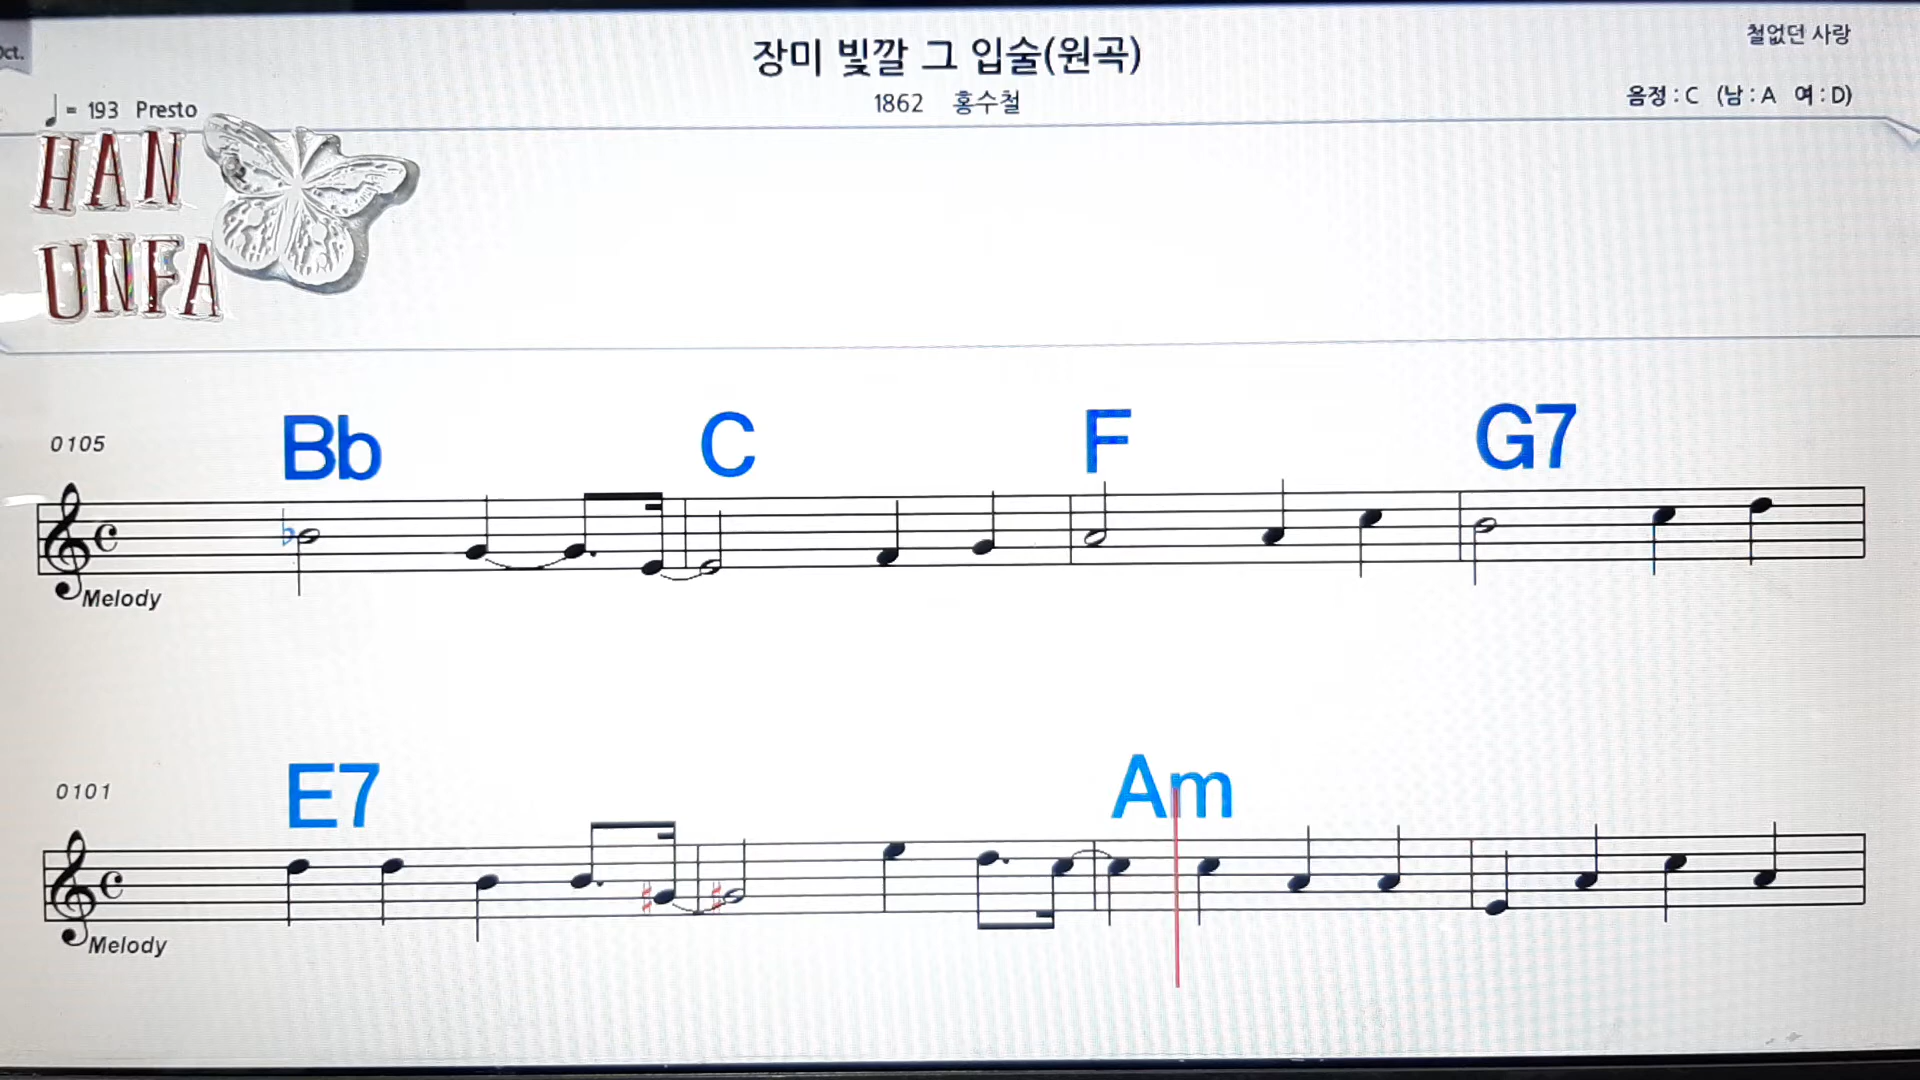 Oct.
장미 빛깔 그 입술(원곡)
철없던 사랑
♩= 193 Presto
1862 홍수철
음정 : C (남 : A 여 : D)
HAN
UNFA
0105
Bb C F G7
Melody
0101
E7 Am
Melody